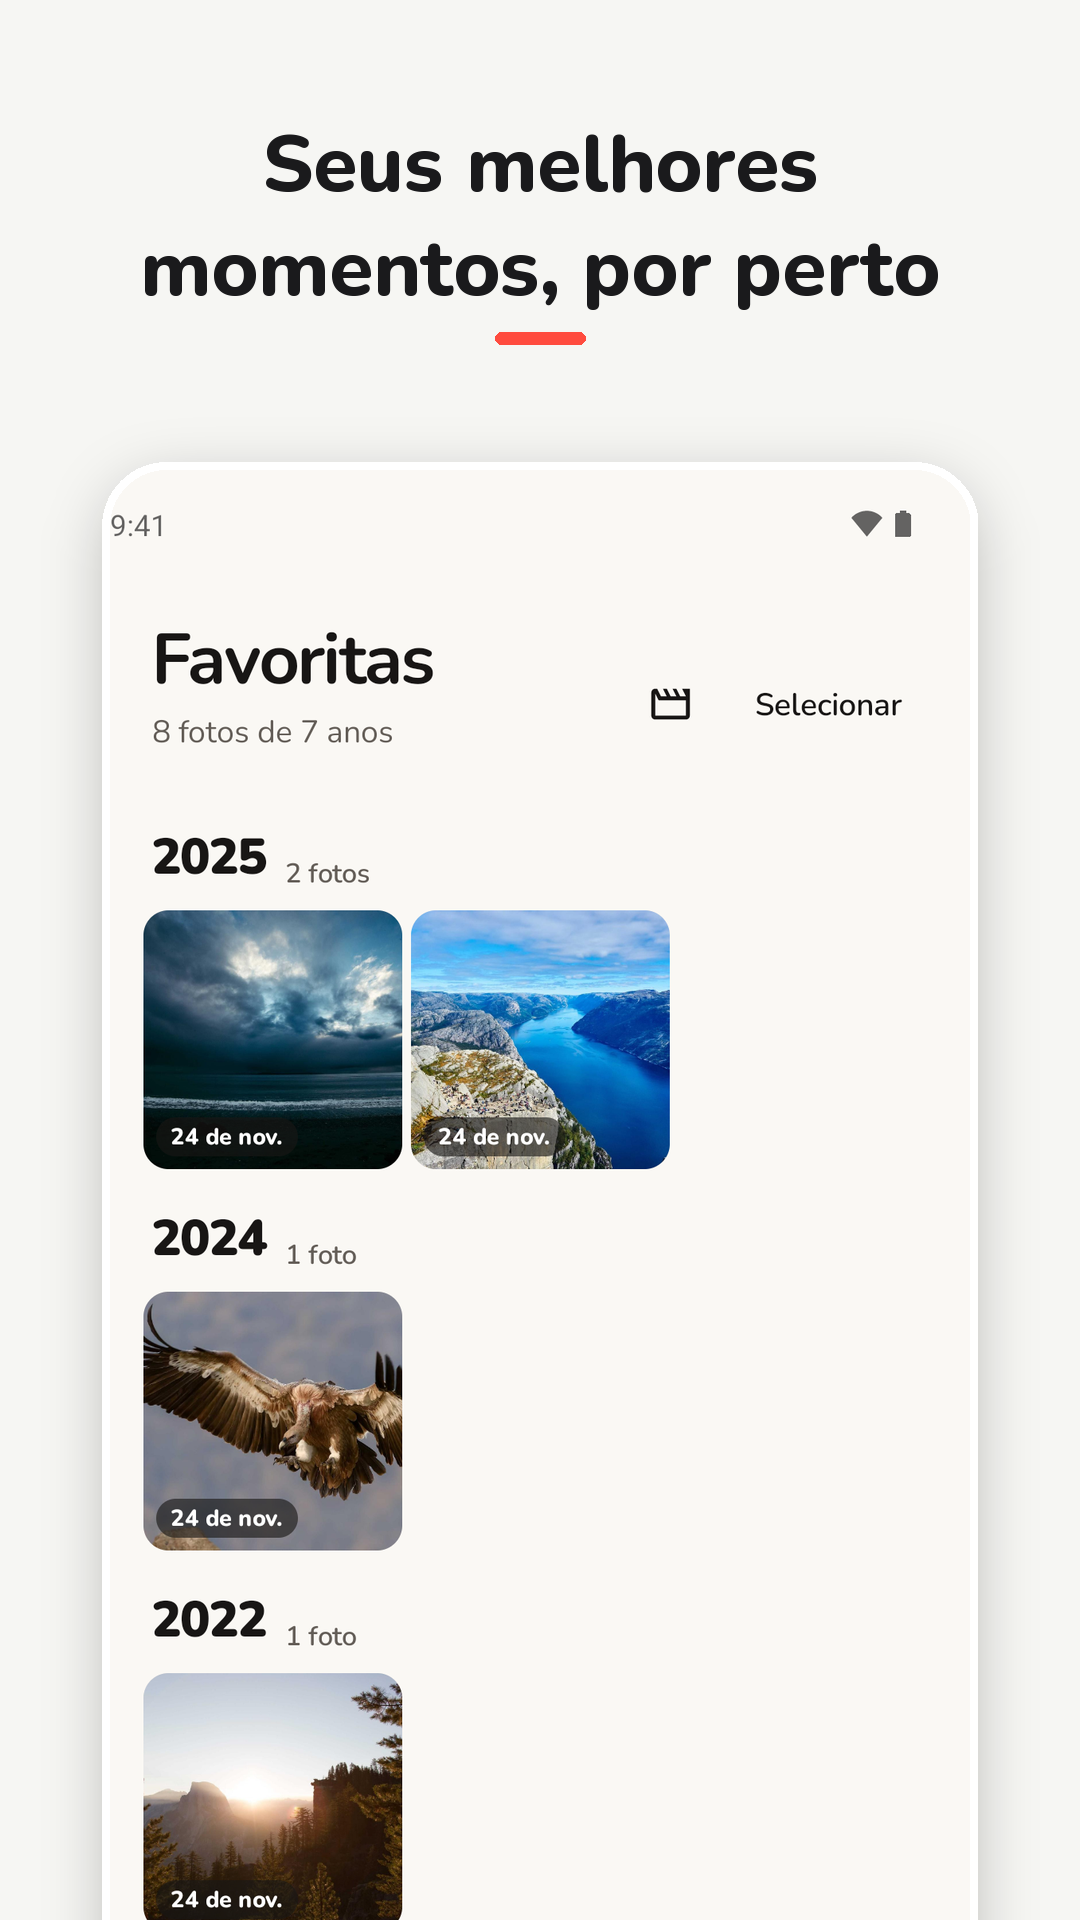 Seus melhores
momentos, por perto
9:41
Favoritas
8 fotos de 7 anos
Selecionar
2025 2 fotos
24 de nov.
24 de nov.
2024 1 foto
24 de nov.
2022 1 foto
24 de nov.